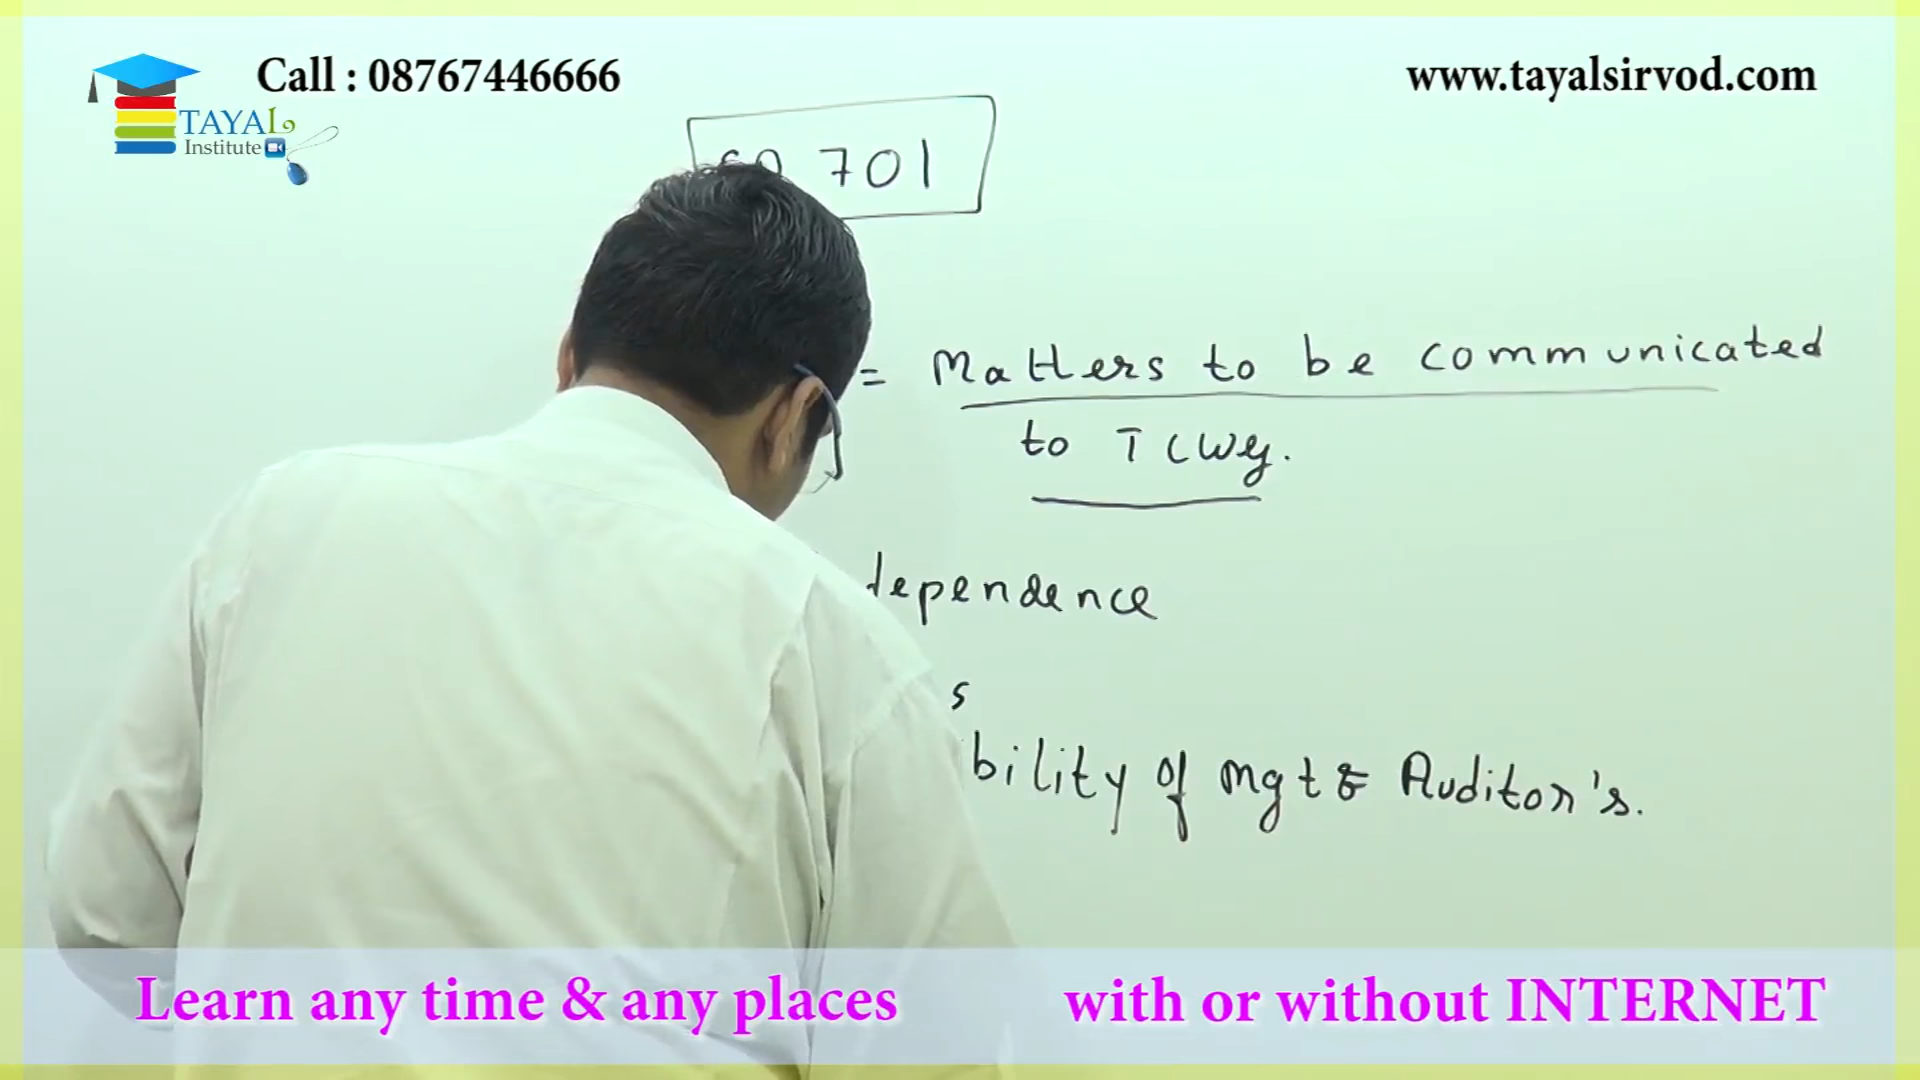 Call : 08767446666
www.tayalsirvod.com
TAYAL
Institute
701
= Matters to be communicated
to TCWG.
dependence
s
bility of mgt & Auditor's.
Learn any time & any places with or without INTERNET